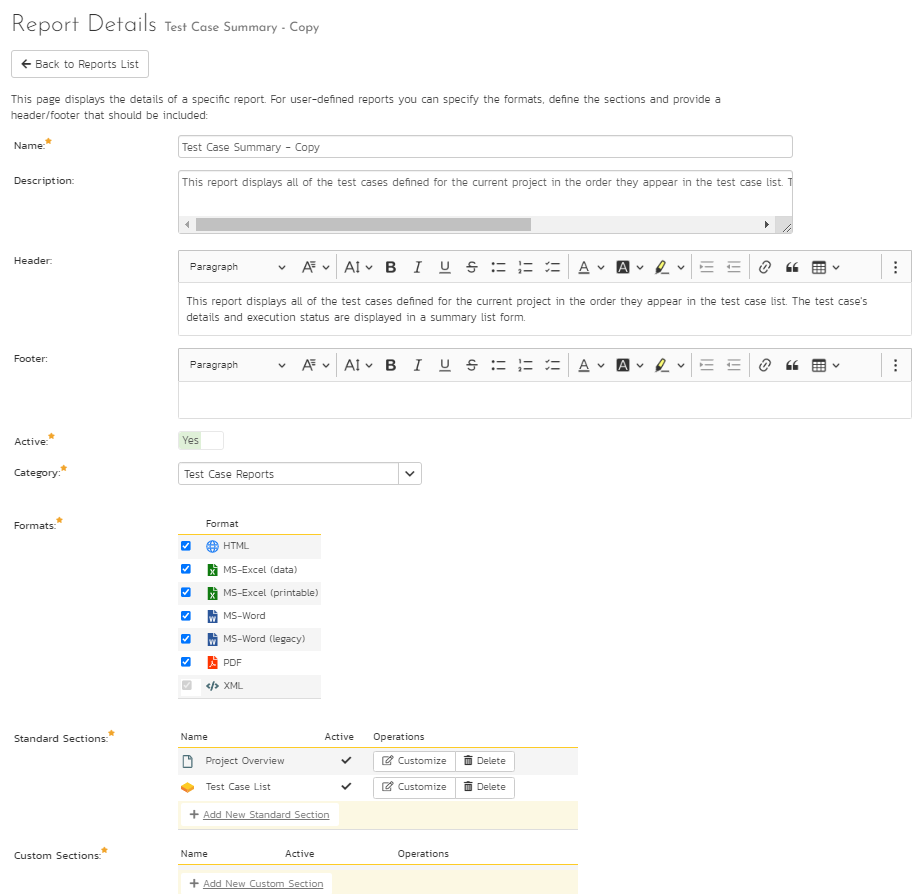 Report Details Test Case Summary - Copy
Back to Reports List
This page displays the details of a specific report. For user-defined reports you can specify the formats, define the sections and provide a
header/footer that should be included:
Name:
Test Case Summary - Copy
Description:
This report displays all of the test cases defined for the current project in the order they appear in the test case list. T
Header:
Paragraph
This report displays all of the test cases defined for the current project in the order they appear in the test case list. The test case's
details and execution status are displayed in a summary list form.
Footer:
Paragraph
Active:
Yes
Category:
Test Case Reports
Formats:
Format
HTML
MS-Excel (data)
MS-Excel (printable)
MS-Word
MS-Word (legacy)
PDF
XML
Standard Sections:
Name Active Operations
Project Overview Customize Delete
Test Case List Customize Delete
+ Add New Standard Section
Custom Sections:
Name Active Operations
+ Add New Custom Section